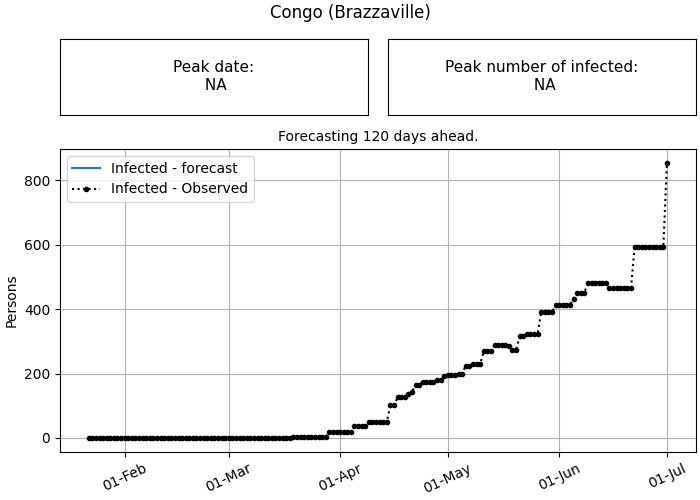 Congo (Brazzaville)
Peak date:
NA
Peak number of infected:
NA
Forecasting 120 days ahead.
Infected - forecast
Infected - Observed
800
600
400
200
0
Persons
01-Feb
01-Mar
01-Apr
01-May
01-Jun
01-Jul